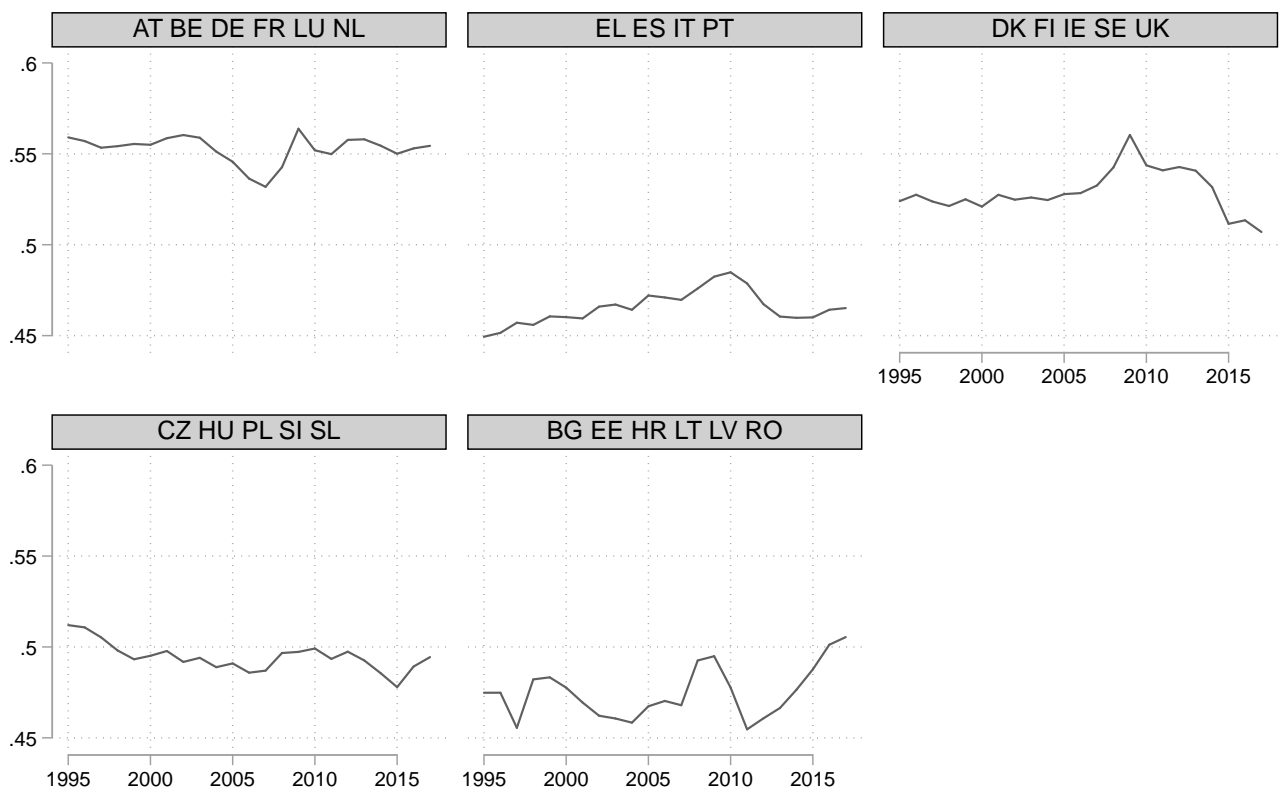 AT BE DE FR LU NL
EL ES IT PT
DK FI IE SE UK
.6
.55
.5
.45
1995 2000 2005 2010 2015
CZ HU PL SI SL
BG EE HR LT LV RO
.6
.55
.5
.45
1995 2000 2005 2010 2015
1995 2000 2005 2010 2015